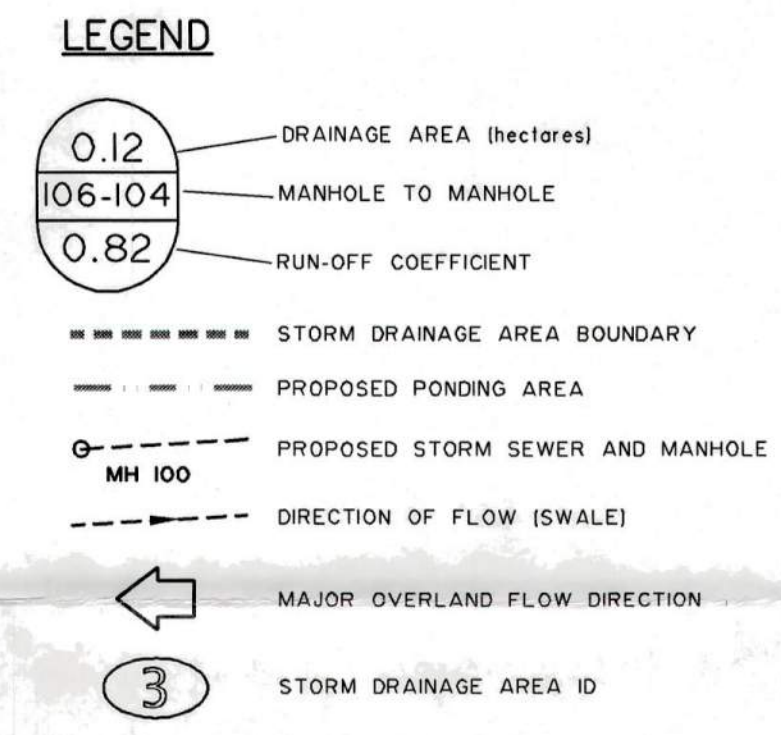 LEGEND
0.12
DRAINAGE AREA (hectares)
106-104
MANHOLE TO MANHOLE
0.82
RUN-OFF COEFFICIENT
STORM DRAINAGE AREA BOUNDARY
PROPOSED PONDING AREA
PROPOSED STORM SEWER AND MANHOLE
MH 100
DIRECTION OF FLOW (SWALE)
MAJOR OVERLAND FLOW DIRECTION
3
STORM DRAINAGE AREA ID